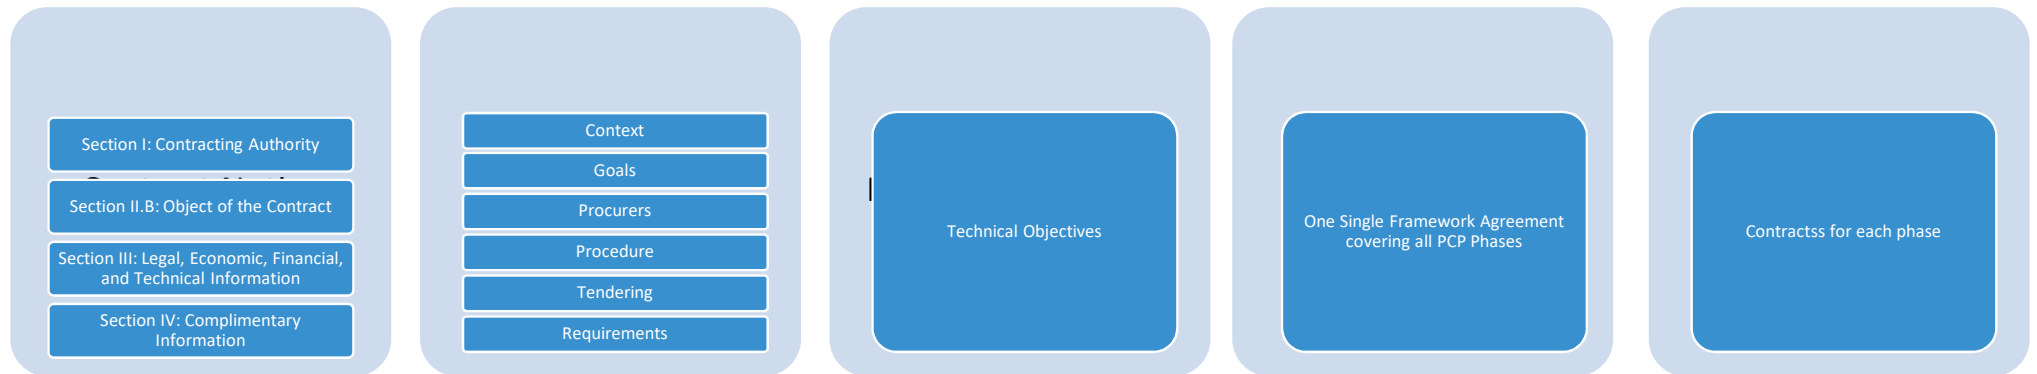 Section I: Contracting Authority
Section II.B: Object of the Contract
Section III: Legal, Economic, Financial,
and Technical Information
Section IV: Complimentary
Information
Context
Goals
Procurers
Procedure
Tendering
Requirements
Technical Objectives
One Single Framework Agreement
covering all PCP Phases
Contractss for each phase